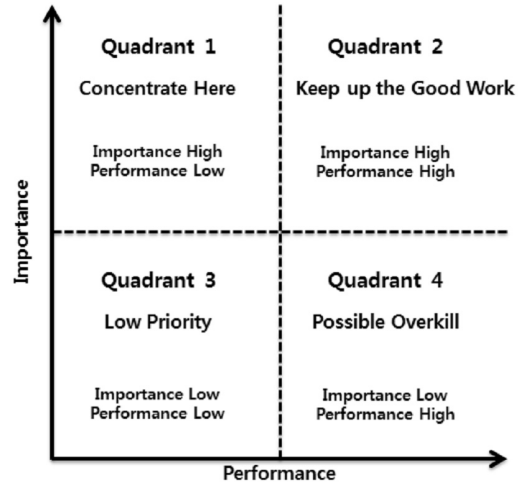 Quadrant 1
Concentrate Here
Importance High
Performance Low
Quadrant 2
Keep up the Good Work
Importance High
Performance High
Importance
Quadrant 3
Low Priority
Importance Low
Performance Low
Quadrant 4
Possible Overkill
Importance Low
Performance High
Performance